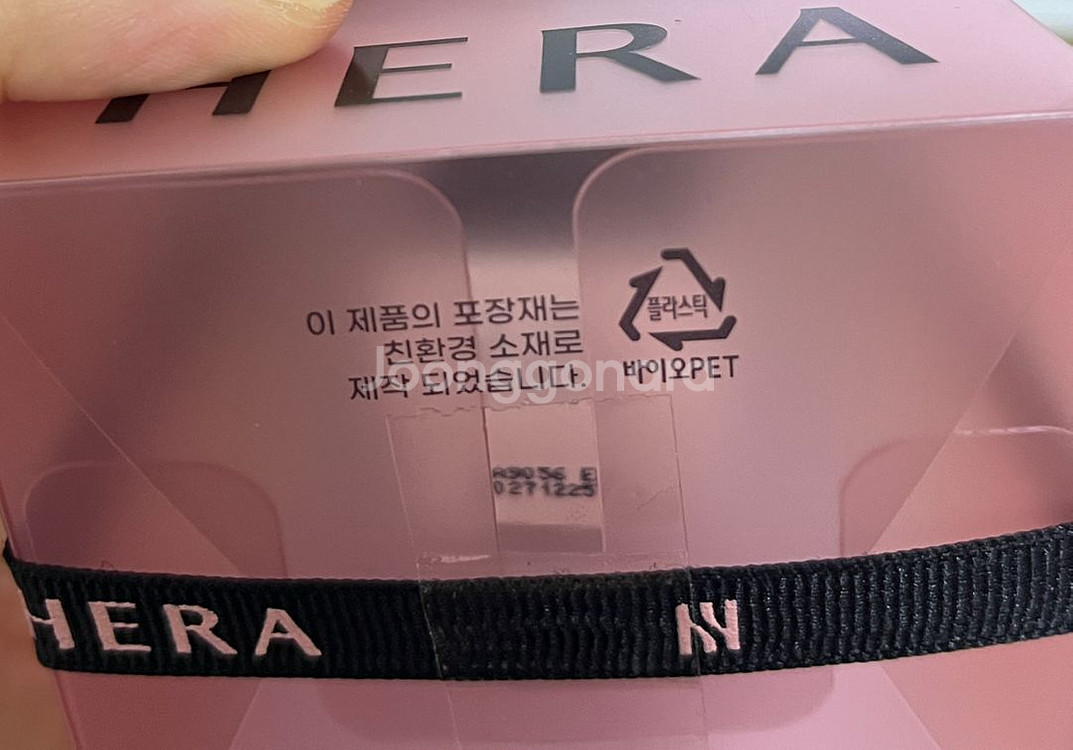 HERA
이 제품의 포장재는
친환경 소재로
제작 되었습니다.
플라스틱
바이오PET
Joonggonara
0271225
HERA